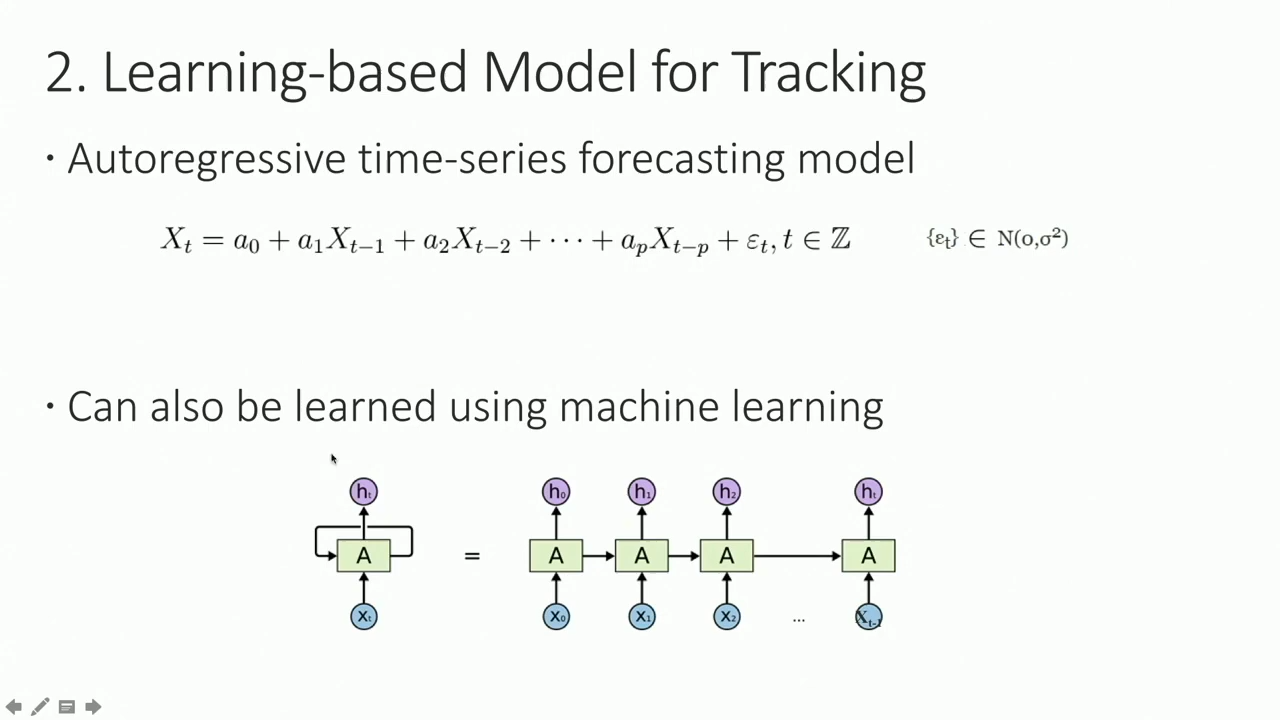 2. Learning-based Model for Tracking
• Autoregressive time-series forecasting model
X_t = a_0 + a_1X_{t−1} + a_2X_{t−2} + ⋯ + a_pX_{t−p} + ε_t, t ∈ ℤ {ε_t} ∈ N(0,σ²)
• Can also be learned using machine learning
h_t h_0 h_1 h_2 h_t
A = A A A A
x_t x_0 x_1 x_2 ... X_{t-1}